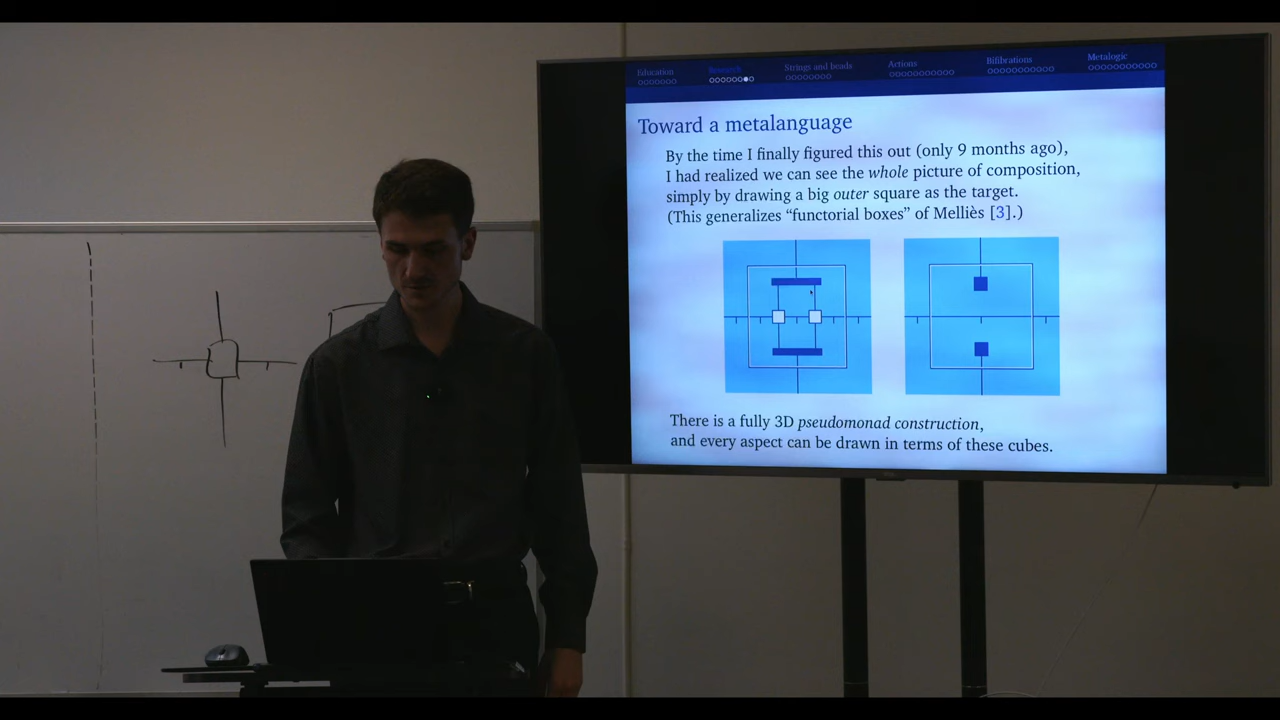 Education
Research
Strings and beads
Actions
Bifibrations
Metalogic
Toward a metalanguage
By the time I finally figured this out (only 9 months ago),
I had realized we can see the whole picture of composition,
simply by drawing a big outer square as the target.
(This generalizes “functorial boxes” of Melliès [3].)
There is a fully 3D pseudomonad construction,
and every aspect can be drawn in terms of these cubes.